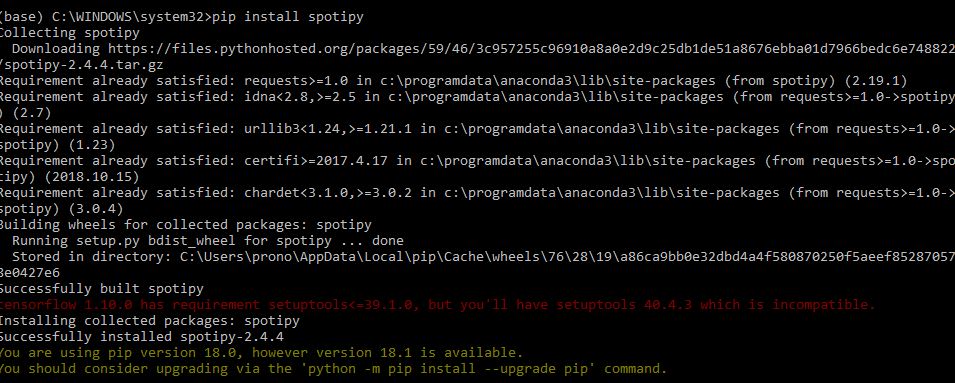 (base) C:\WINDOWS\system32>pip install spotipy
Collecting spotipy
Downloading https://files.pythonhosted.org/packages/59/46/3c957255c96910a8a0e2d9c25db1de51a8676ebba01d7966bedc6e748822
/spotipy-2.4.4.tar.gz
Requirement already satisfied: requests>=1.0 in c:\programdata\anaconda3\lib\site-packages (from spotipy) (2.19.1)
Requirement already satisfied: idna<2.8,>=2.5 in c:\programdata\anaconda3\lib\site-packages (from requests>=1.0->spotipy
) (2.7)
Requirement already satisfied: urllib3<1.24,>=1.21.1 in c:\programdata\anaconda3\lib\site-packages (from requests>=1.0->
spotipy) (1.23)
Requirement already satisfied: certifi>=2017.4.17 in c:\programdata\anaconda3\lib\site-packages (from requests>=1.0->spo
tipy) (2018.10.15)
Requirement already satisfied: chardet<3.1.0,>=3.0.2 in c:\programdata\anaconda3\lib\site-packages (from requests>=1.0->
spotipy) (3.0.4)
Building wheels for collected packages: spotipy
Running setup.py bdist_wheel for spotipy ... done
Stored in directory: C:\Users\prono\AppData\Local\pip\Cache\wheels\76\28\19\a86ca9bb0e32dbd4a4f580870250f5aeef85287057
8e0427e6
Successfully built spotipy
tensorflow 1.10.0 has requirement setuptools<=39.1.0, but you'll have setuptools 40.4.3 which is incompatible.
Installing collected packages: spotipy
Successfully installed spotipy-2.4.4
You are using pip version 18.0, however version 18.1 is available.
You should consider upgrading via the 'python -m pip install --upgrade pip' command.